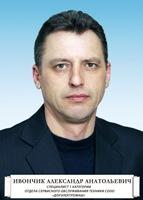 ИВОНЧИК АЛЕКСАНДР АНАТОЛЬЕВИЧ
СПЕЦИАЛИСТ I КАТЕГОРИИ
ОТДЕЛА СЕРВИСНОГО ОБСЛУЖИВАНИЯ ТЕХНИКИ СООО